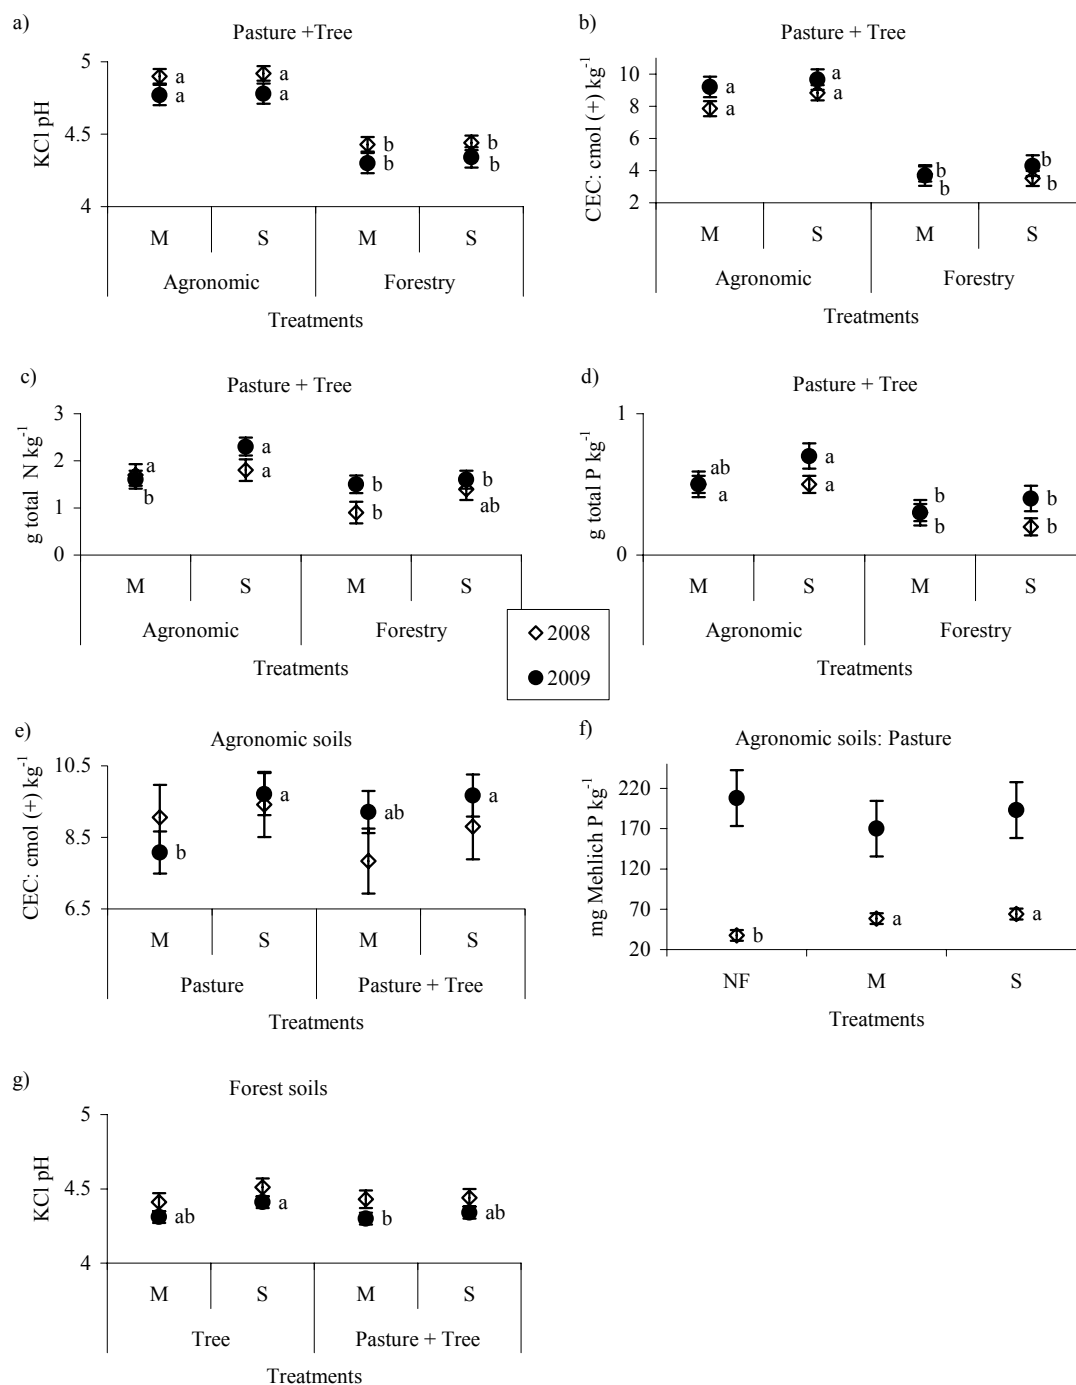 a)
Pasture +Tree
KCl pH
5
4.5
4
a
a
a
a
b
b
b
b
M S M S
Agronomic Forestry
Treatments
b)
Pasture + Tree
CEC: cmol (+) kg-1
10
8
6
4
2
a
a
a
a
b
b
b
b
M S M S
Agronomic Forestry
Treatments
c)
Pasture + Tree
g total N kg-1
3
2
1
0
a
b
a
a
b
b
b
ab
M S M S
Agronomic Forestry
Treatments
d)
Pasture + Tree
g total P kg-1
1
0
ab
a
a
a
b
b
b
b
M S M S
Agronomic Forestry
Treatments
2008
2009
e)
Agronomic soils
CEC: cmol (+) kg-1
10.5
8.5
6.5
b
a
ab
a
M S M S
Pasture Pasture + Tree
Treatments
f)
Agronomic soils: Pasture
mg Mehlich P kg-1
220
170
120
70
20
b
a
a
NF M S
Treatments
g)
Forest soils
KCl pH
5
4.5
4
ab
a
b
ab
M S M S
Tree Pasture + Tree
Treatments